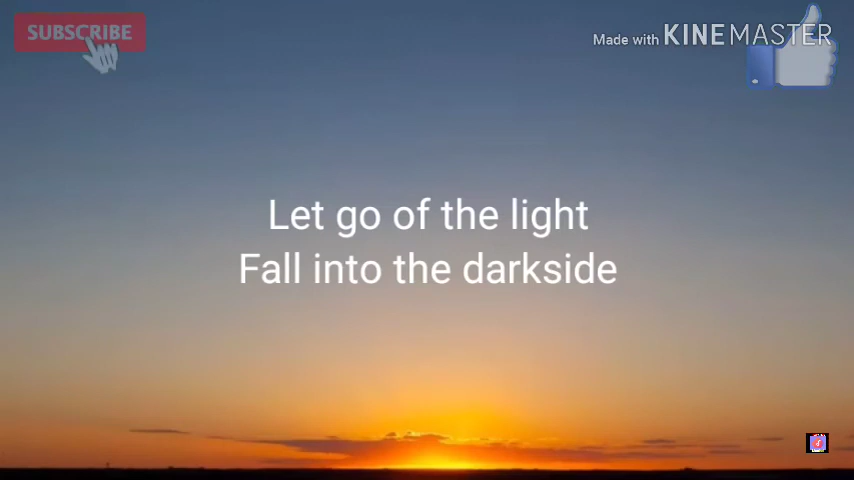 SUBSCRIBE
Made with KINEMASTER
Let go of the light
Fall into the darkside